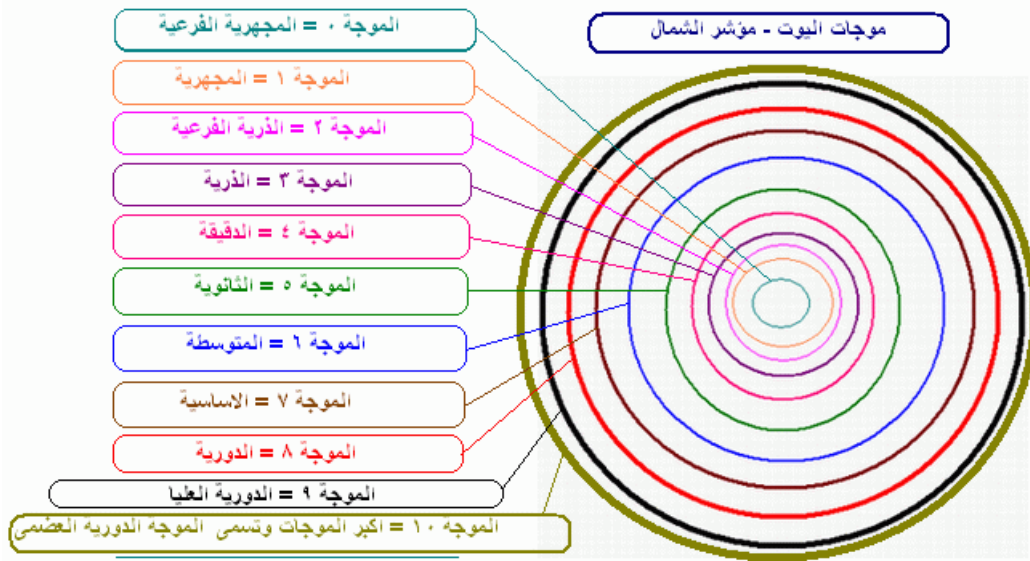 موجات اليوت - مؤشر الشمال
الموجة ٠ = المجهرية الفرعية
الموجة ١ = المجهرية
الموجة ٢ = الذرية الفرعية
الموجة ٣ = الذرية
الموجة ٤ = الدقيقة
الموجة ٥ = الثانوية
الموجة ٦ = المتوسطة
الموجة ٧ = الاساسية
الموجة ٨ = الدورية
الموجة ٩ = الدورية العليا
الموجة ١٠ = اكبر الموجات وتسمى الموجة الدورية العضمى